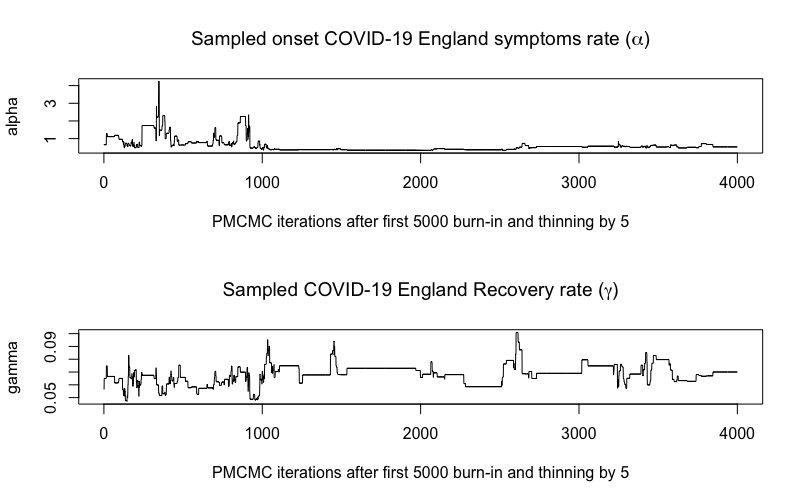 Sampled onset COVID-19 England symptoms rate (α)
alpha
3
1
0 1000 2000 3000 4000
PMCMC iterations after first 5000 burn-in and thinning by 5
Sampled COVID-19 England Recovery rate (γ)
gamma
0.09
0.05
0 1000 2000 3000 4000
PMCMC iterations after first 5000 burn-in and thinning by 5